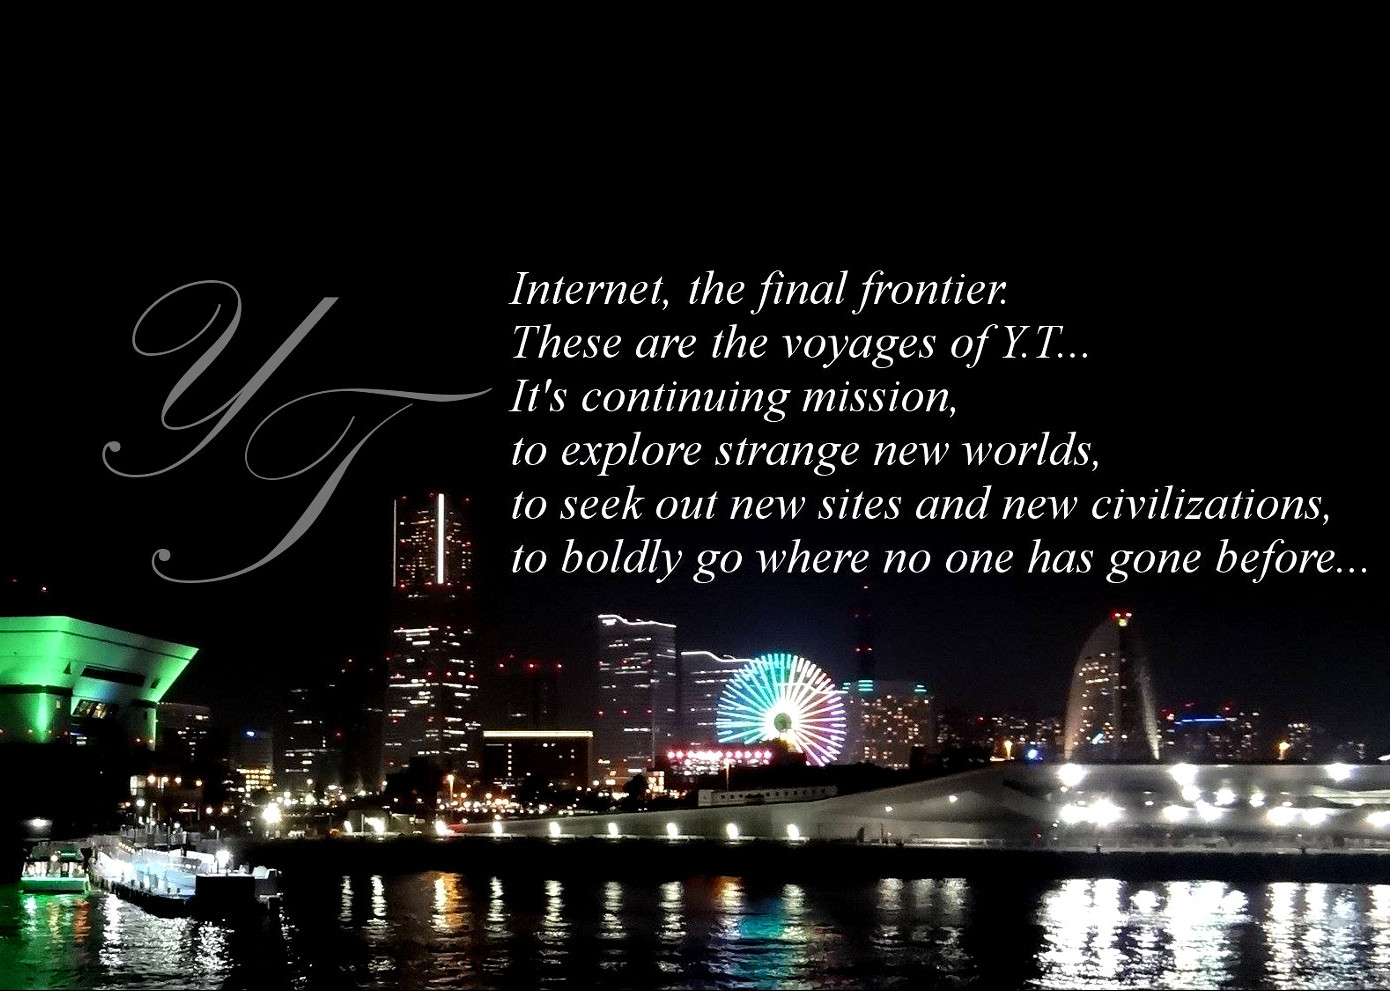 YT
Internet, the final frontier.
These are the voyages of Y.T...
It's continuing mission,
to explore strange new worlds,
to seek out new sites and new civilizations,
to boldly go where no one has gone before...